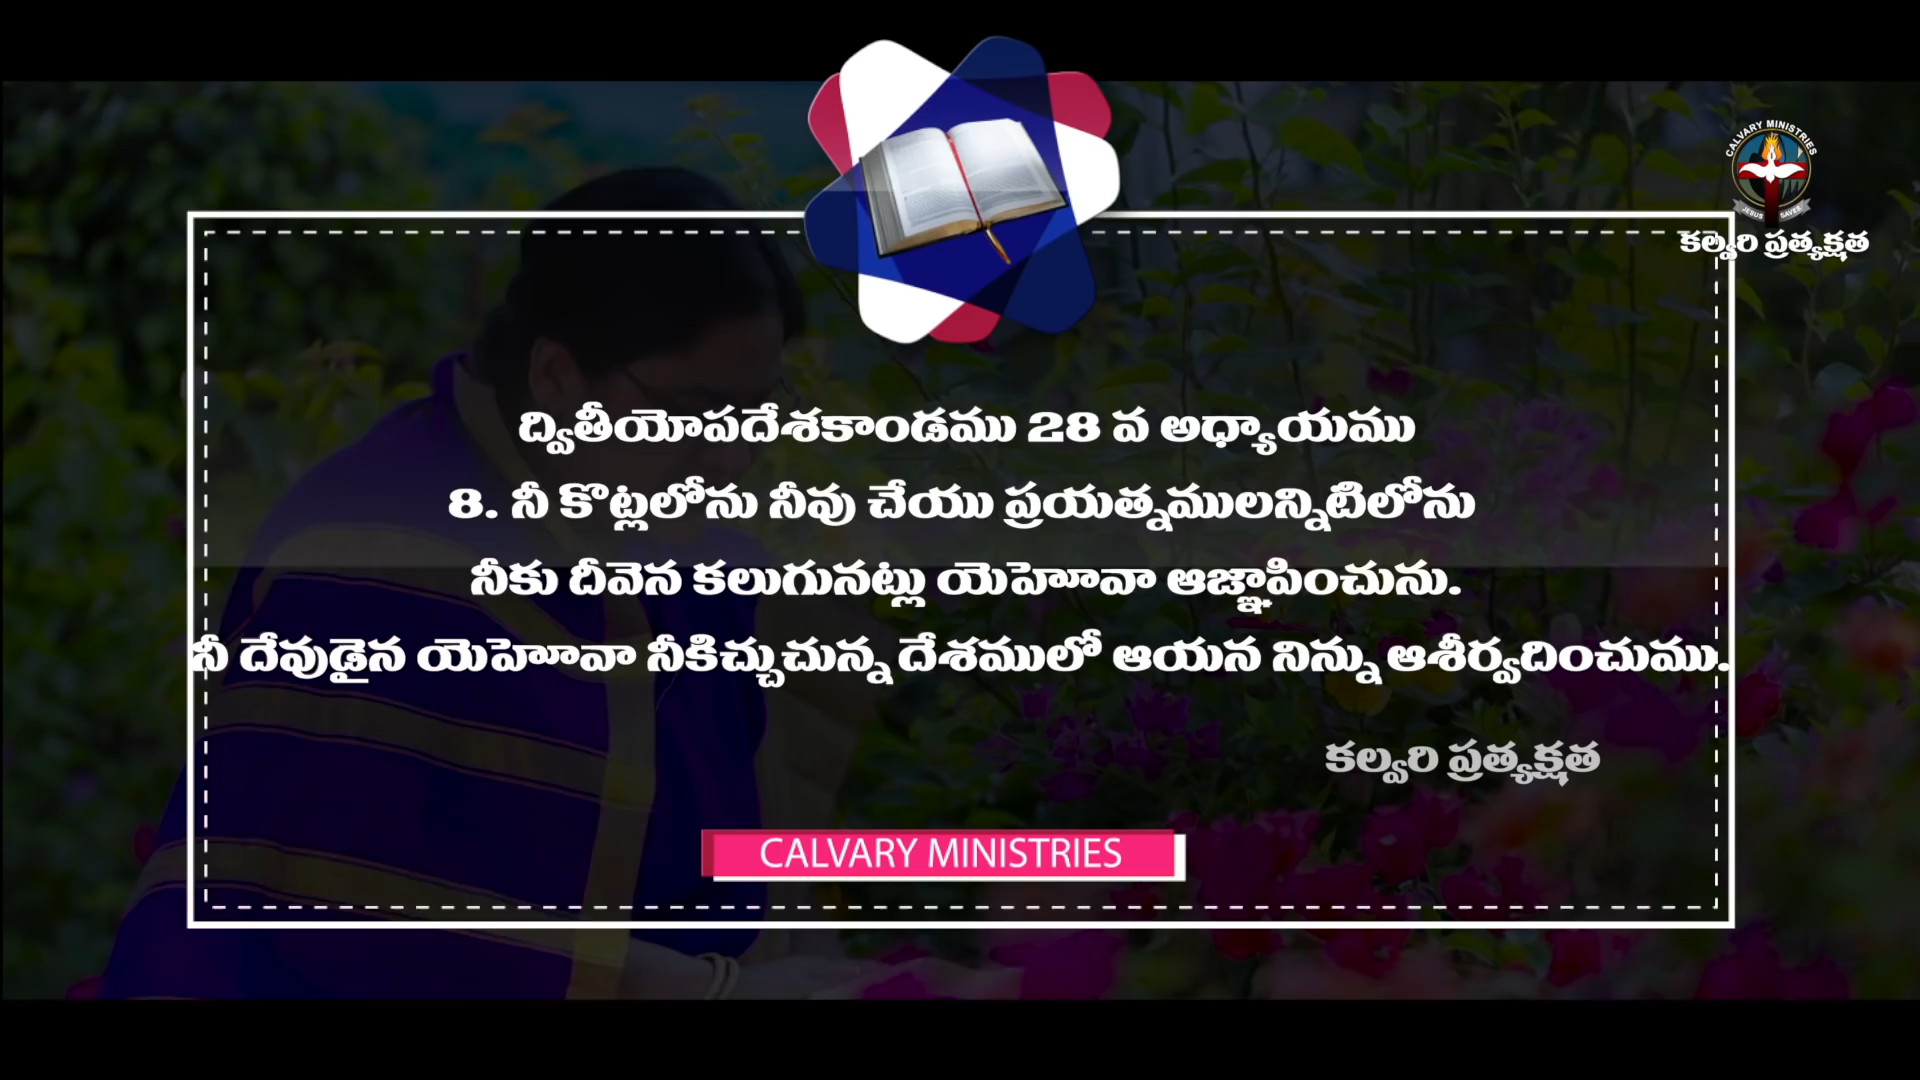 CALVARY MINISTRIES
JESUS SAVES
కల్వరి ప్రత్యక్షత
ద్వితీయోపదేశకాండము 28 వ అధ్యాయము
8. నీ కొట్లలోను నీవు చేయు ప్రయత్నములన్నిటిలోను
నీకు దీవెన కలుగునట్లు యెహెూవా ఆజ్ఞాపించును.
నీ దేవుడైన యెహెూవా నీకిచ్చుచున్న దేశములో ఆయన నిన్ను ఆశీర్వదించుము.
కల్వరి ప్రత్యక్షత
CALVARY MINISTRIES